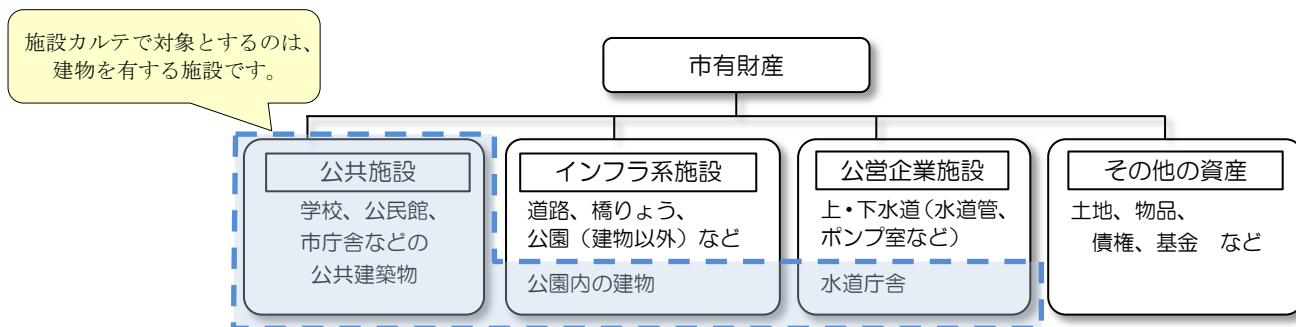 施設カルテで対象とするのは、
建物を有する施設です。
市有財産
公共施設
学校、公民館、
市庁舎などの
公共建築物
インフラ系施設
道路、橋りょう、
公園（建物以外）など
公園内の建物
公営企業施設
上・下水道（水道管、
ポンプ室など）
水道庁舎
その他の資産
土地、物品、
債権、基金　など